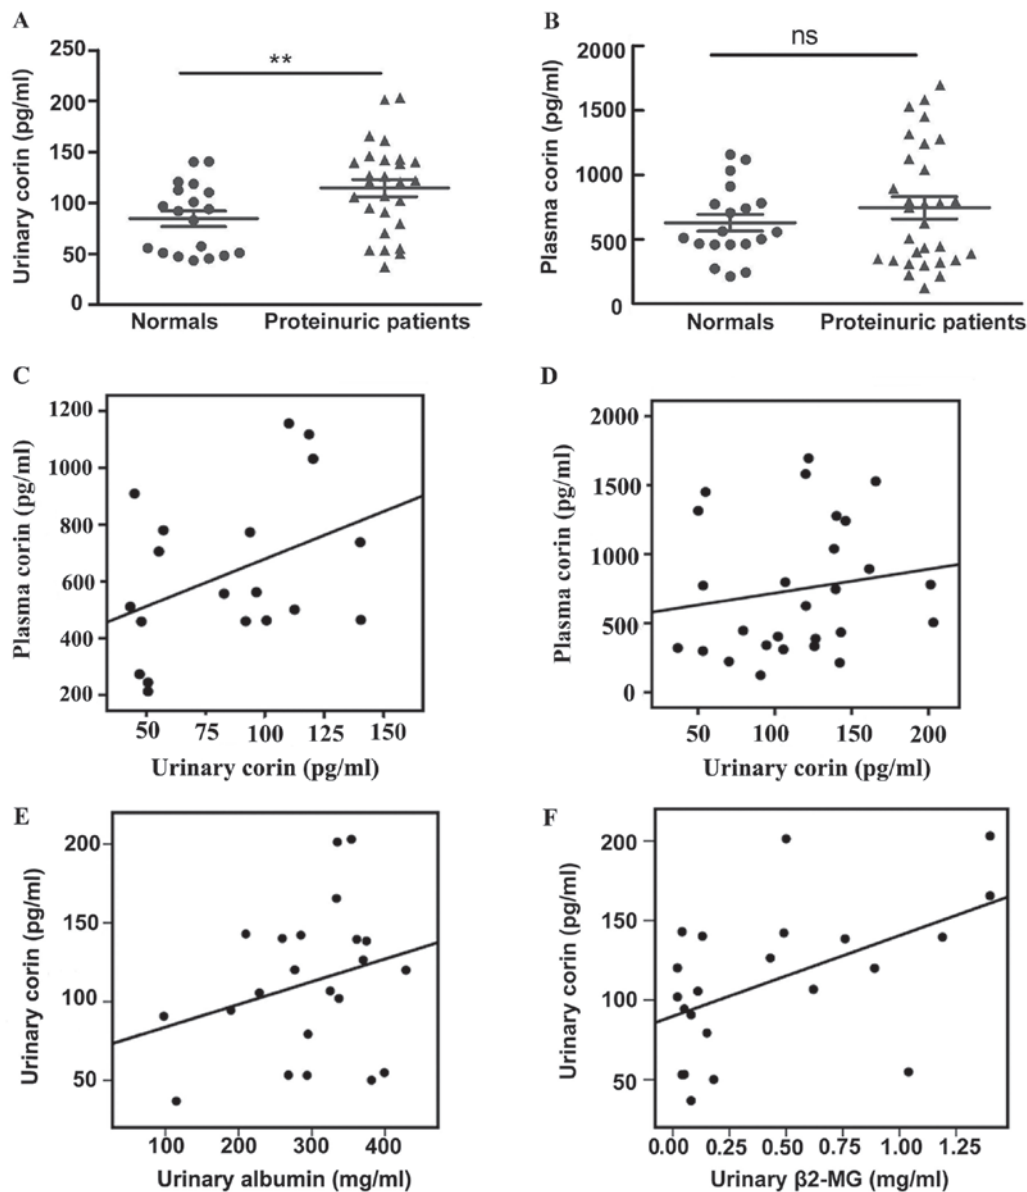 A
Urinary corin (pg/ml)
250
200
150
100
50
0
**
Normals
Proteinuric patients
B
Plasma corin (pg/ml)
2000
1500
1000
500
0
ns
Normals
Proteinuric patients
C
Plasma corin (pg/ml)
1200
1000
800
600
400
200
50 75 100 125 150
Urinary corin (pg/ml)
D
Plasma corin (pg/ml)
2000
1500
1000
500
0
50 100 150 200
Urinary corin (pg/ml)
E
Urinary corin (pg/ml)
200
150
100
50
100 200 300 400
Urinary albumin (mg/ml)
F
Urinary corin (pg/ml)
200
150
100
50
0.00 0.25 0.50 0.75 1.00 1.25
Urinary β2-MG (mg/ml)